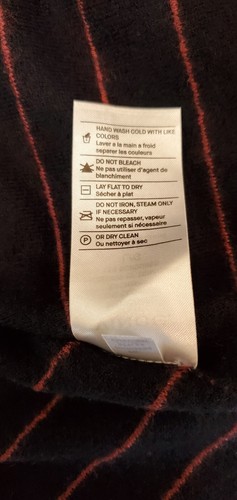 HAND WASH COLD WITH LIKE
COLORS
Laver a la main a froid
separer les couleurs
DO NOT BLEACH
Ne pas utiliser d'agent de
blanchiment
LAY FLAT TO DRY
Sécher à plat
DO NOT IRON, STEAM ONLY
IF NECESSARY
Ne pas repasser, vapeur
seulement si nécessaire
P
OR DRY CLEAN
Ou nettoyer à sec